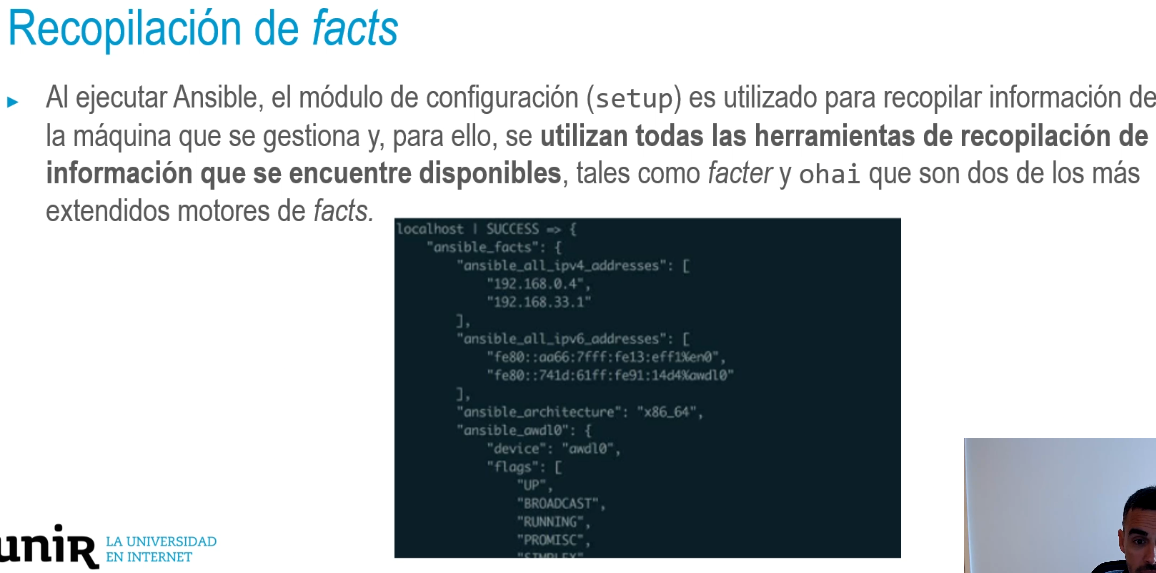 Recopilación de facts
▸ Al ejecutar Ansible, el módulo de configuración (setup) es utilizado para recopilar información de
la máquina que se gestiona y, para ello, se utilizan todas las herramientas de recopilación de
información que se encuentre disponibles, tales como facter y ohai que son dos de los más
extendidos motores de facts.
localhost | SUCCESS => {
"ansible_facts": {
"ansible_all_ipv4_addresses": [
"192.168.0.4",
"192.168.33.1"
],
"ansible_all_ipv6_addresses": [
"fe80::aa66:7fff:fe13:eff1%en0",
"fe80::741d:61ff:fe91:14d4%awdl0"
],
"ansible_architecture": "x86_64",
"ansible_awdl0": {
"device": "awdl0",
"flags": [
"UP",
"BROADCAST",
"RUNNING",
"PROMISC",
"SIMPLEX",
unir LA UNIVERSIDAD
EN INTERNET